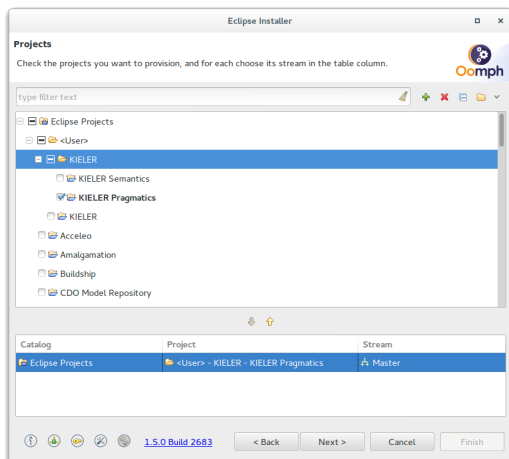 Eclipse Installer
Projects
Check the projects you want to provision, and for each choose its stream in the table column.
Oomph
type filter text
Eclipse Projects
<User>
KIELER
KIELER Semantics
KIELER Pragmatics
KIELER
Acceleo
Amalgamation
Buildship
CDO Model Repository
Catalog Project Stream
Eclipse Projects <User> - KIELER - KIELER Pragmatics Master
1.5.0 Build 2683 < Back Next > Cancel Finish